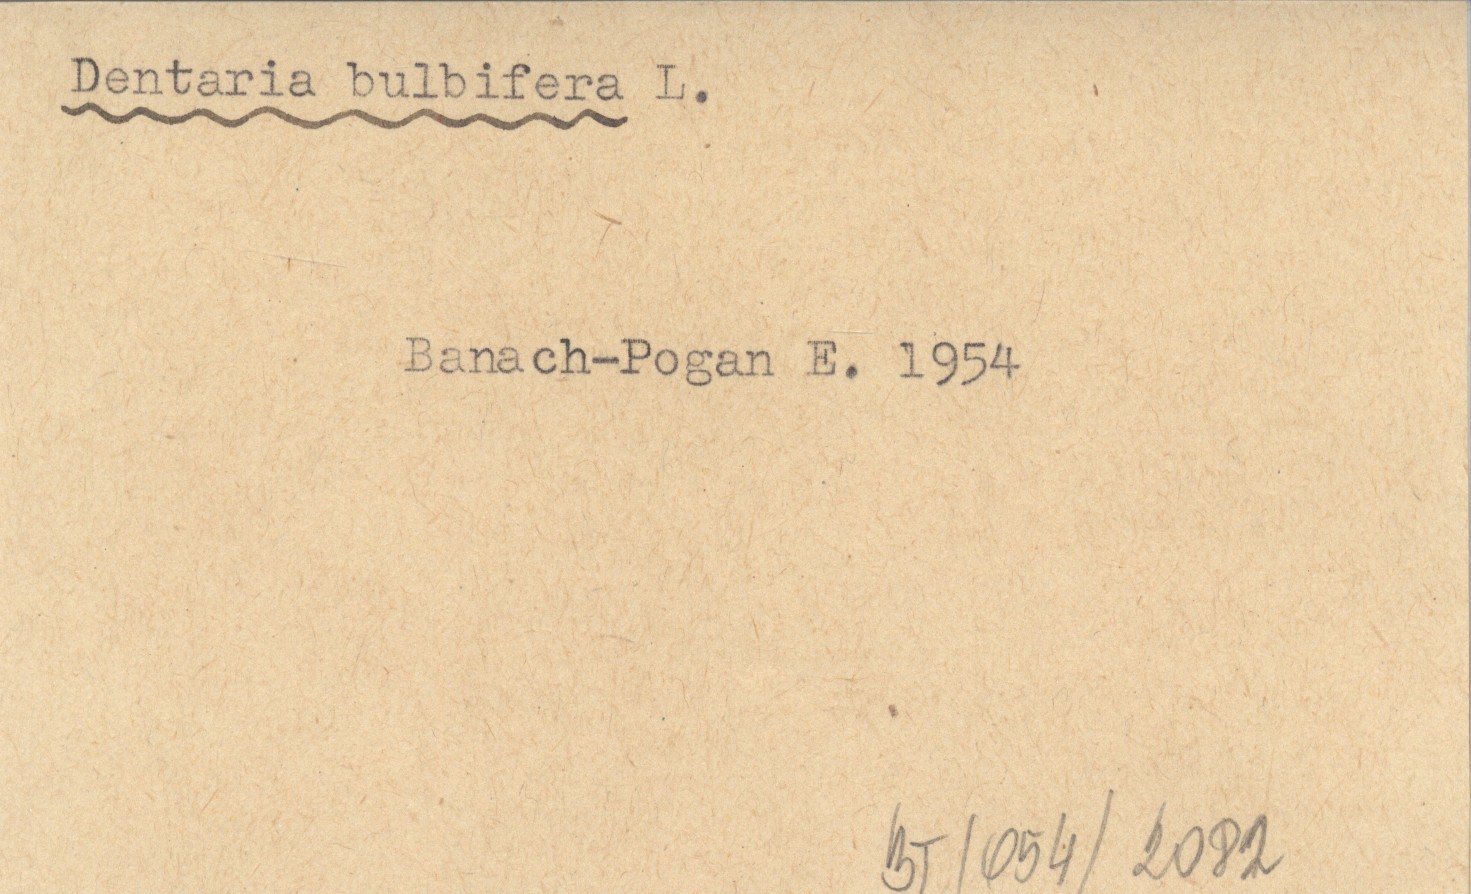 Dentaria bulbifera L.
Banach-Pogan E. 1954
BJ/054/2082